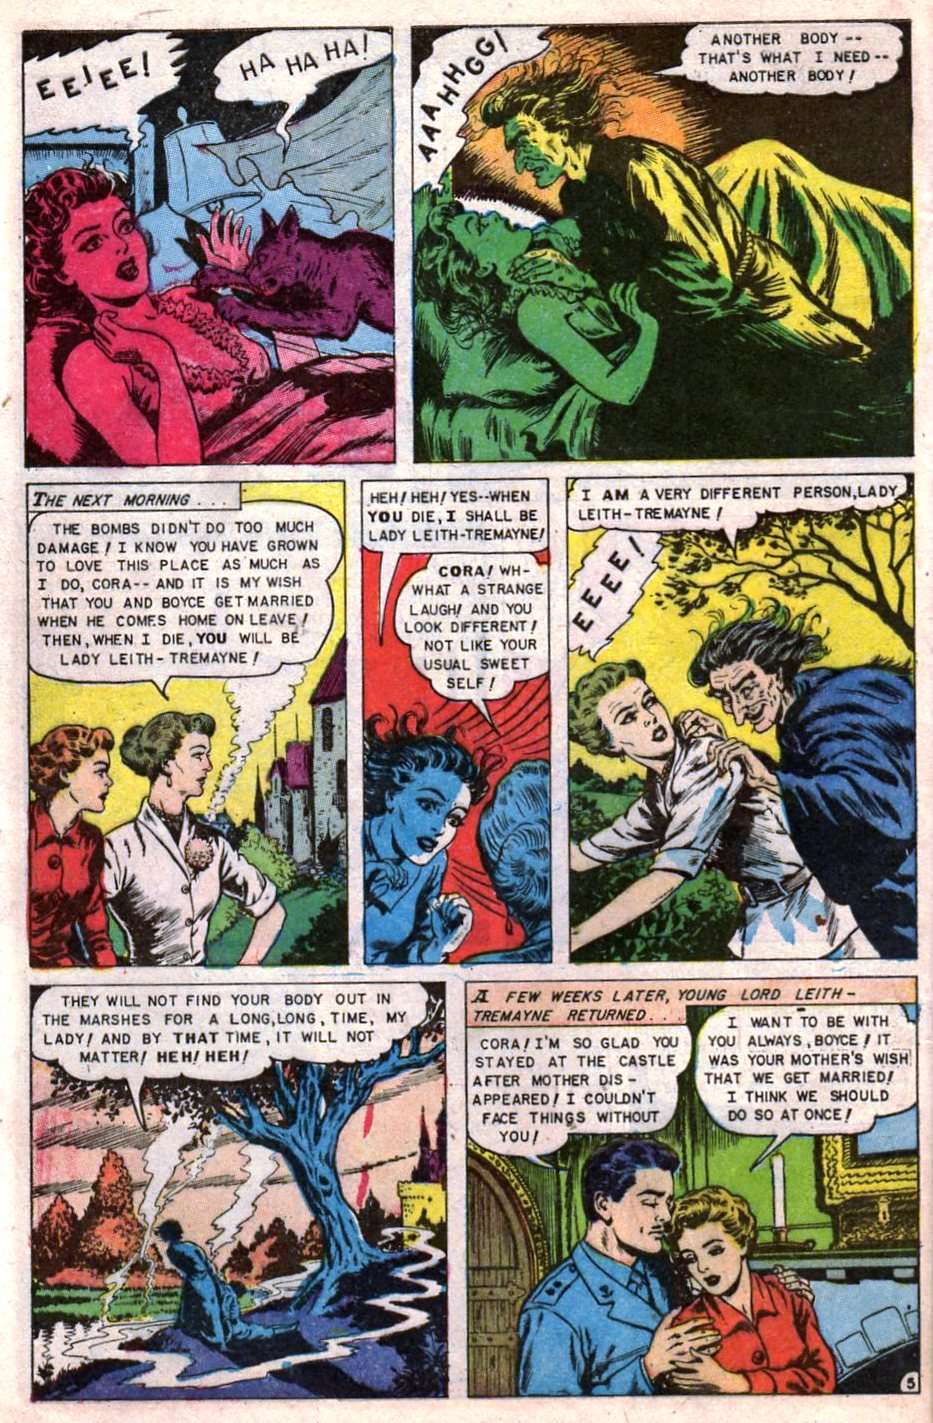 EEIEE!
HA HA HA!
AAAHHGG!
ANOTHER BODY --
THAT'S WHAT I NEED --
ANOTHER BODY!
THE NEXT MORNING . . . .
THE BOMBS DIDN'T DO TOO MUCH
DAMAGE! I KNOW YOU HAVE GROWN
TO LOVE THIS PLACE AS MUCH AS
I DO, CORA-- AND IT IS MY WISH
THAT YOU AND BOYCE GET MARRIED
WHEN HE COMES HOME ON LEAVE!
THEN, WHEN I DIE, YOU WILL BE
LADY LEITH-TREMAYNE!
HEH! HEH! YES--WHEN
YOU DIE, I SHALL BE
LADY LEITH-TREMAYNE!
CORA! WH-
WHAT A STRANGE
LAUGH! AND YOU
LOOK DIFFERENT!
NOT LIKE YOUR
USUAL SWEET
SELF!
I AM A VERY DIFFERENT PERSON, LADY
LEITH-TREMAYNE!
EEEE!
THEY WILL NOT FIND YOUR BODY OUT IN
THE MARSHES FOR A LONG, LONG, TIME, MY
LADY! AND BY THAT TIME, IT WILL NOT
MATTER! HEH! HEH!
A FEW WEEKS LATER, YOUNG LORD LEITH-
TREMAYNE RETURNED. . .
CORA! I'M SO GLAD YOU
STAYED AT THE CASTLE
AFTER MOTHER DIS-
APPEARED! I COULDN'T
FACE THINGS WITHOUT
YOU!
I WANT TO BE WITH
YOU ALWAYS, BOYCE! IT
WAS YOUR MOTHER'S WISH
THAT WE GET MARRIED!
I THINK WE SHOULD
DO SO AT ONCE!
5